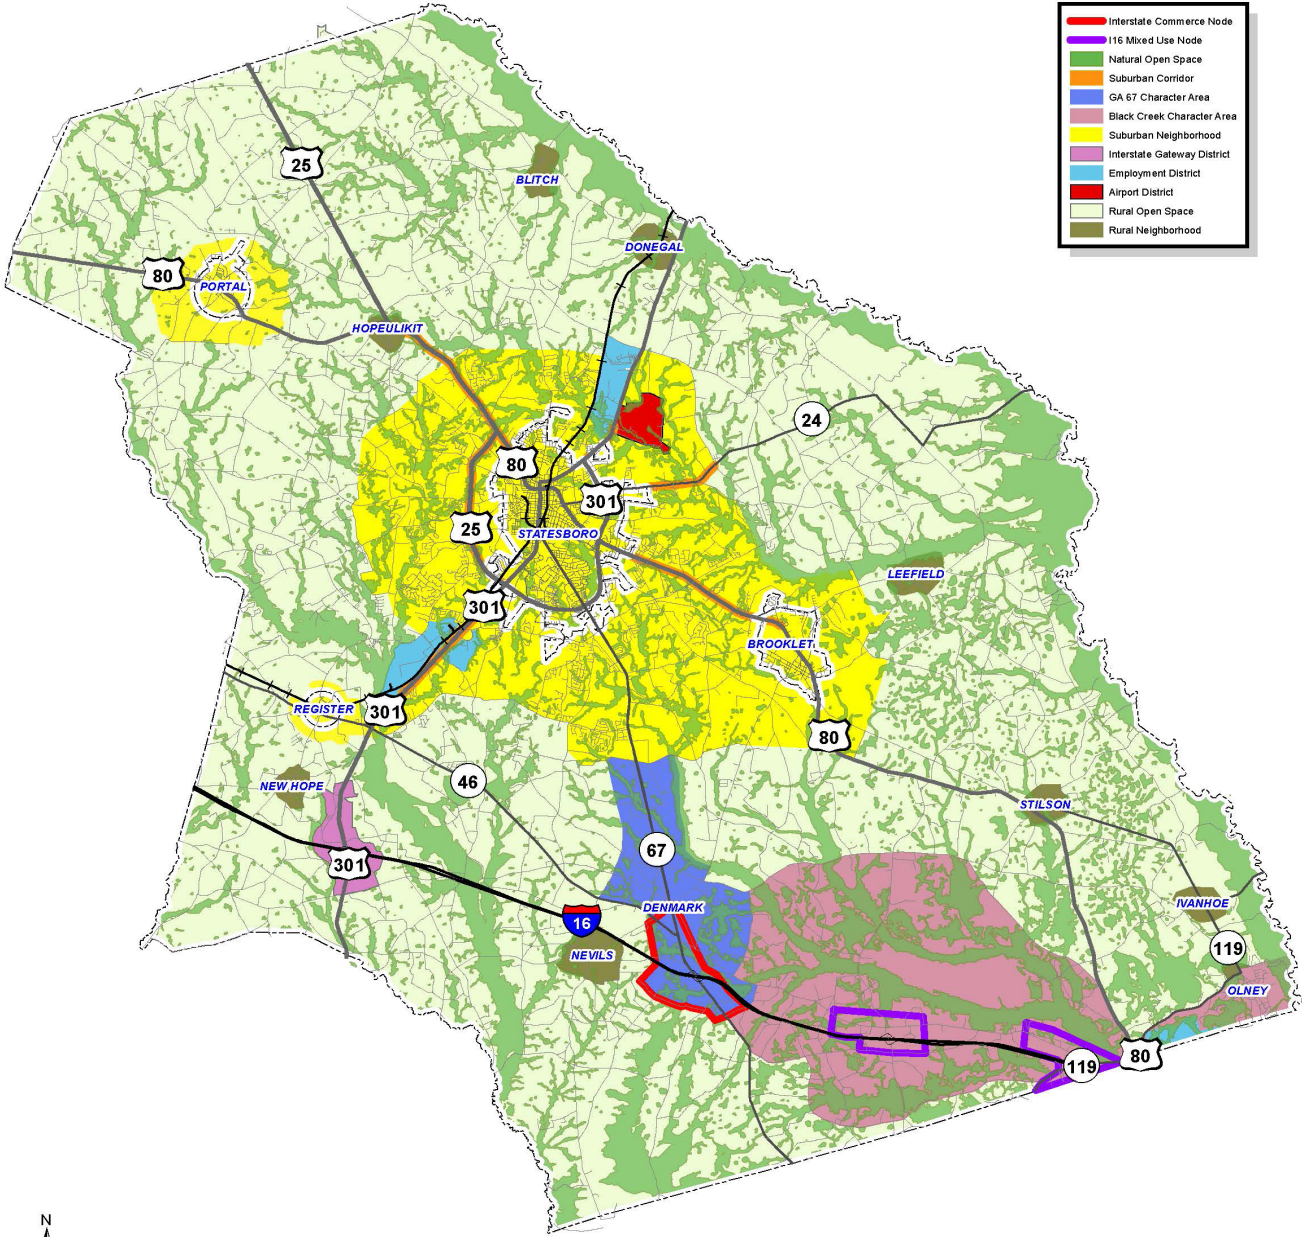 Interstate Commerce Node
I16 Mixed Use Node
Natural Open Space
Suburban Corridor
GA 67 Character Area
Black Creek Character Area
Suburban Neighborhood
Interstate Gateway District
Employment District
Airport District
Rural Open Space
Rural Neighborhood
25
BLITCH
DONEGAL
80
PORTAL
HOPEULIKIT
24
80
301
25
STATESBORO
LEEFIELD
301
BROOKLET
REGISTER
301
80
NEW HOPE
46
STILSON
67
301
DENMARK
IVANHOE
16
NEVILS
119
OLNEY
80
119
N